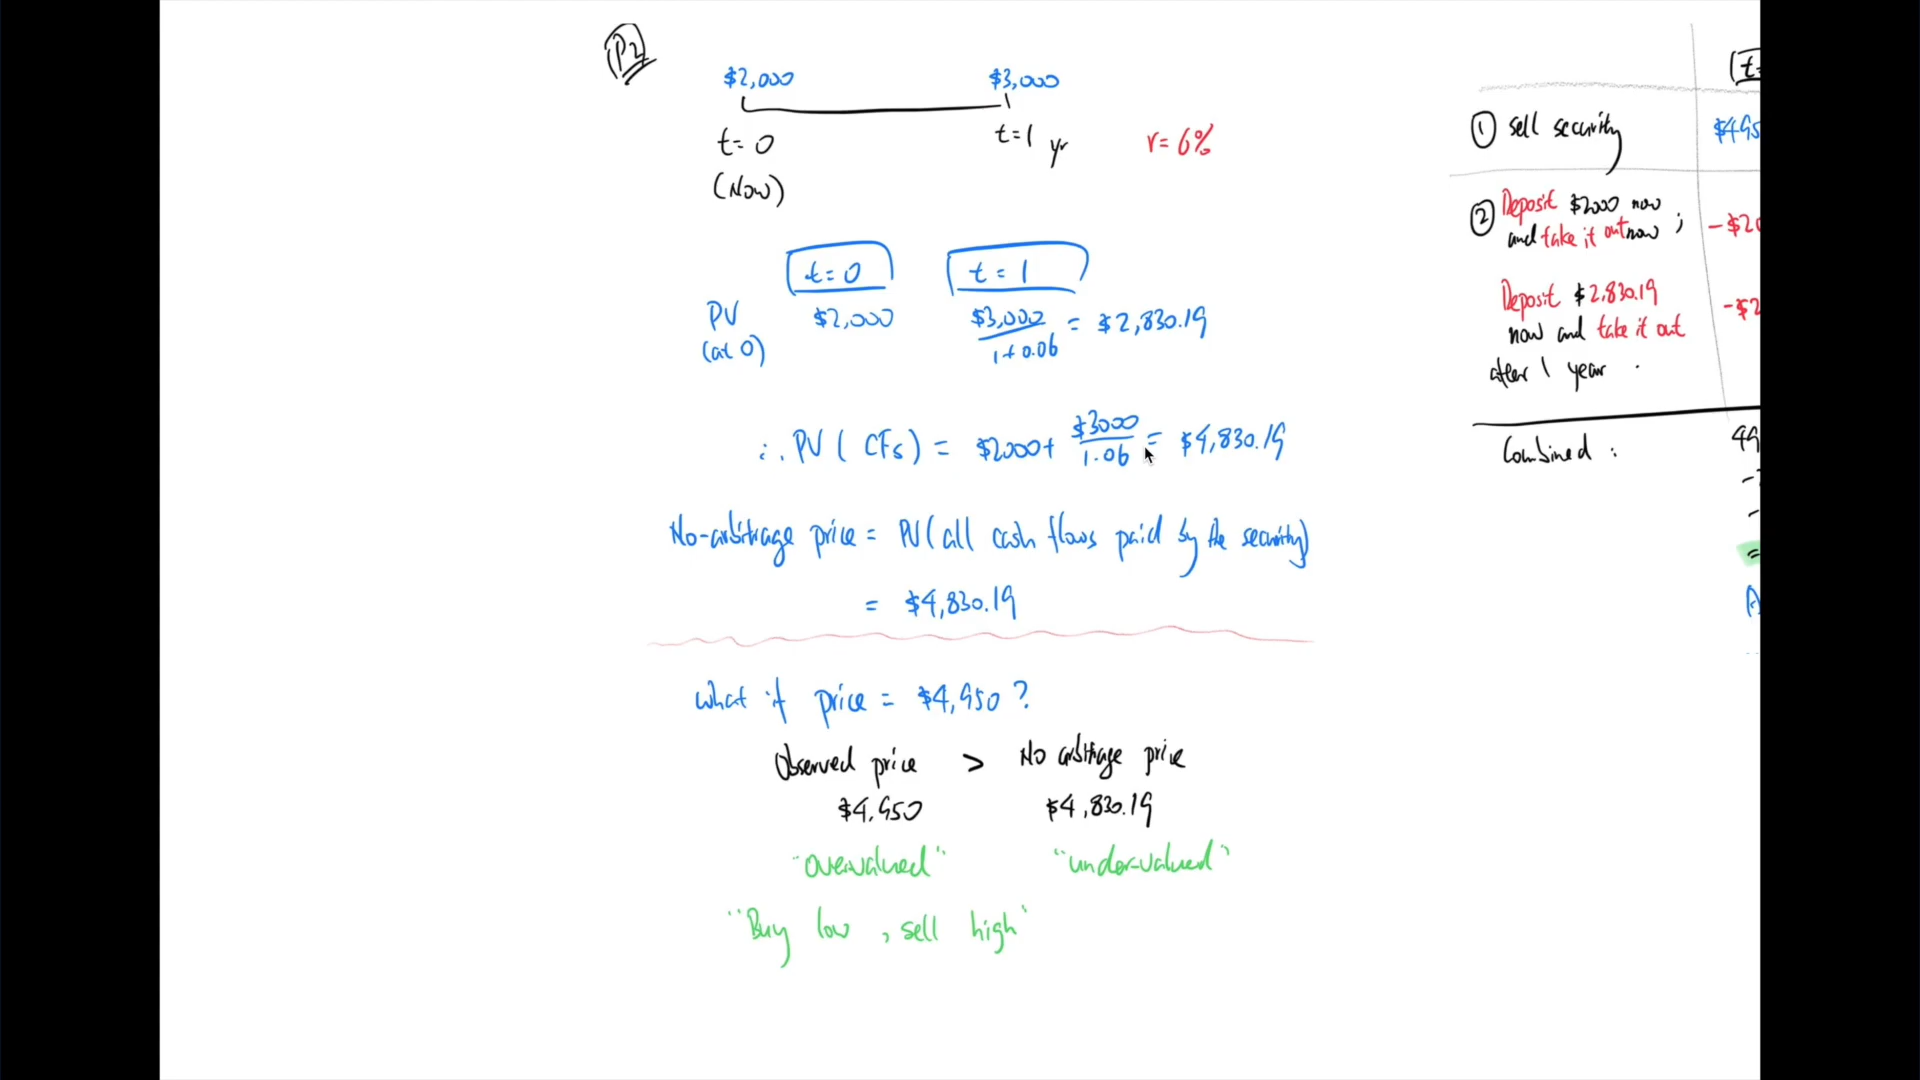 P2
$2,000 $3,000
t=0 t=1 yr r=6%
(Now)
t=0 t=1
PV $2,000 $3,000 / 1+0.06 = $2,830.19
(at 0)
∴ PV ( CFs ) = $2000+ $3000 / 1.06 = $4,830.19
No-arbitrage price = PV(all cash flows paid by the security)
= $4,830.19
What if price = $4,950?
Observed price > No arbitrage price
$4,950 $4,830.19
"overvalued" "under-valued"
"Buy low, sell high"
① sell security
② Deposit $2000 now
and take it out now ;
Deposit $2,830.19
now and take it out
after 1 year .
Combined :